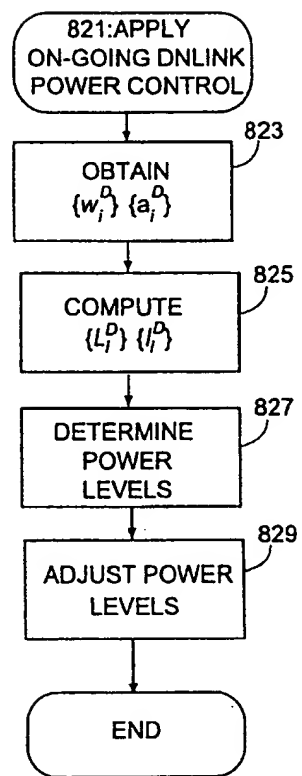 821:APPLY
ON-GOING DNLINK
POWER CONTROL
823
OBTAIN
{w_i^D} {a_i^D}
825
COMPUTE
{L_i^D} {I_i^D}
827
DETERMINE
POWER
LEVELS
829
ADJUST POWER
LEVELS
END